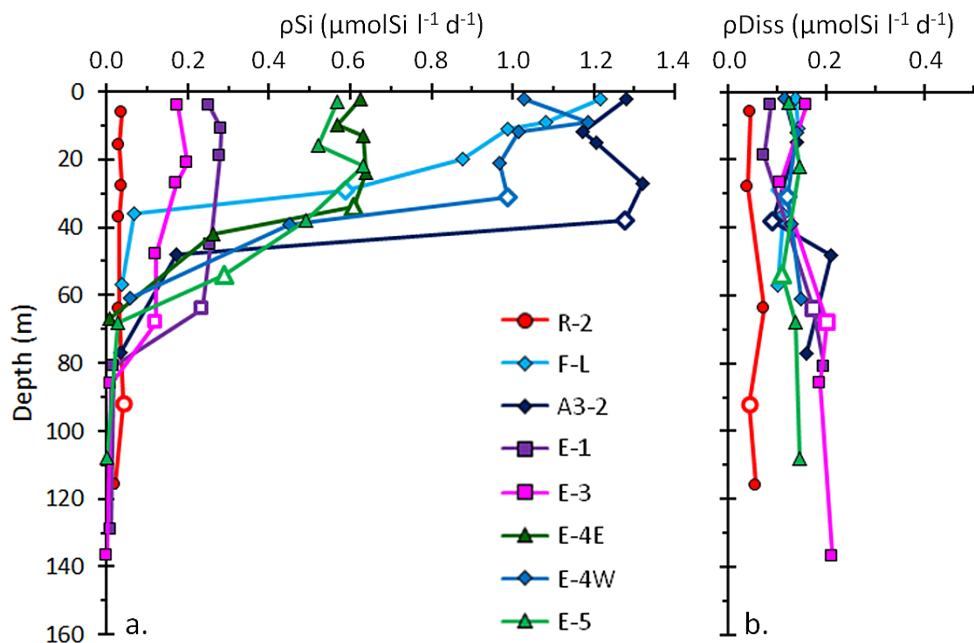 ρSi (µmolSi l⁻¹ d⁻¹)
0.0 0.2 0.4 0.6 0.8 1.0 1.2 1.4
ρDiss (µmolSi l⁻¹ d⁻¹)
0.0 0.2 0.4
Depth (m)
0
20
40
60
80
100
120
140
160
R-2
F-L
A3-2
E-1
E-3
E-4E
E-4W
E-5
a.
b.